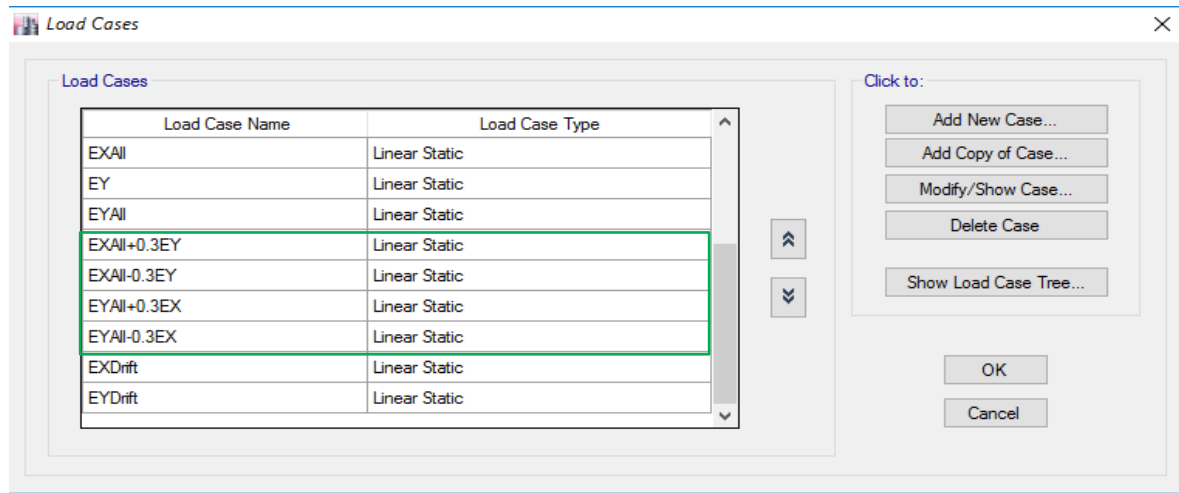 Load Cases
Load Cases
Load Case Name Load Case Type
EXAll Linear Static
EY Linear Static
EYAll Linear Static
EXAll+0.3EY Linear Static
EXAll-0.3EY Linear Static
EYAll+0.3EX Linear Static
EYAll-0.3EX Linear Static
EXDrift Linear Static
EYDrift Linear Static
Click to:
Add New Case...
Add Copy of Case...
Modify/Show Case...
Delete Case
Show Load Case Tree...
OK
Cancel